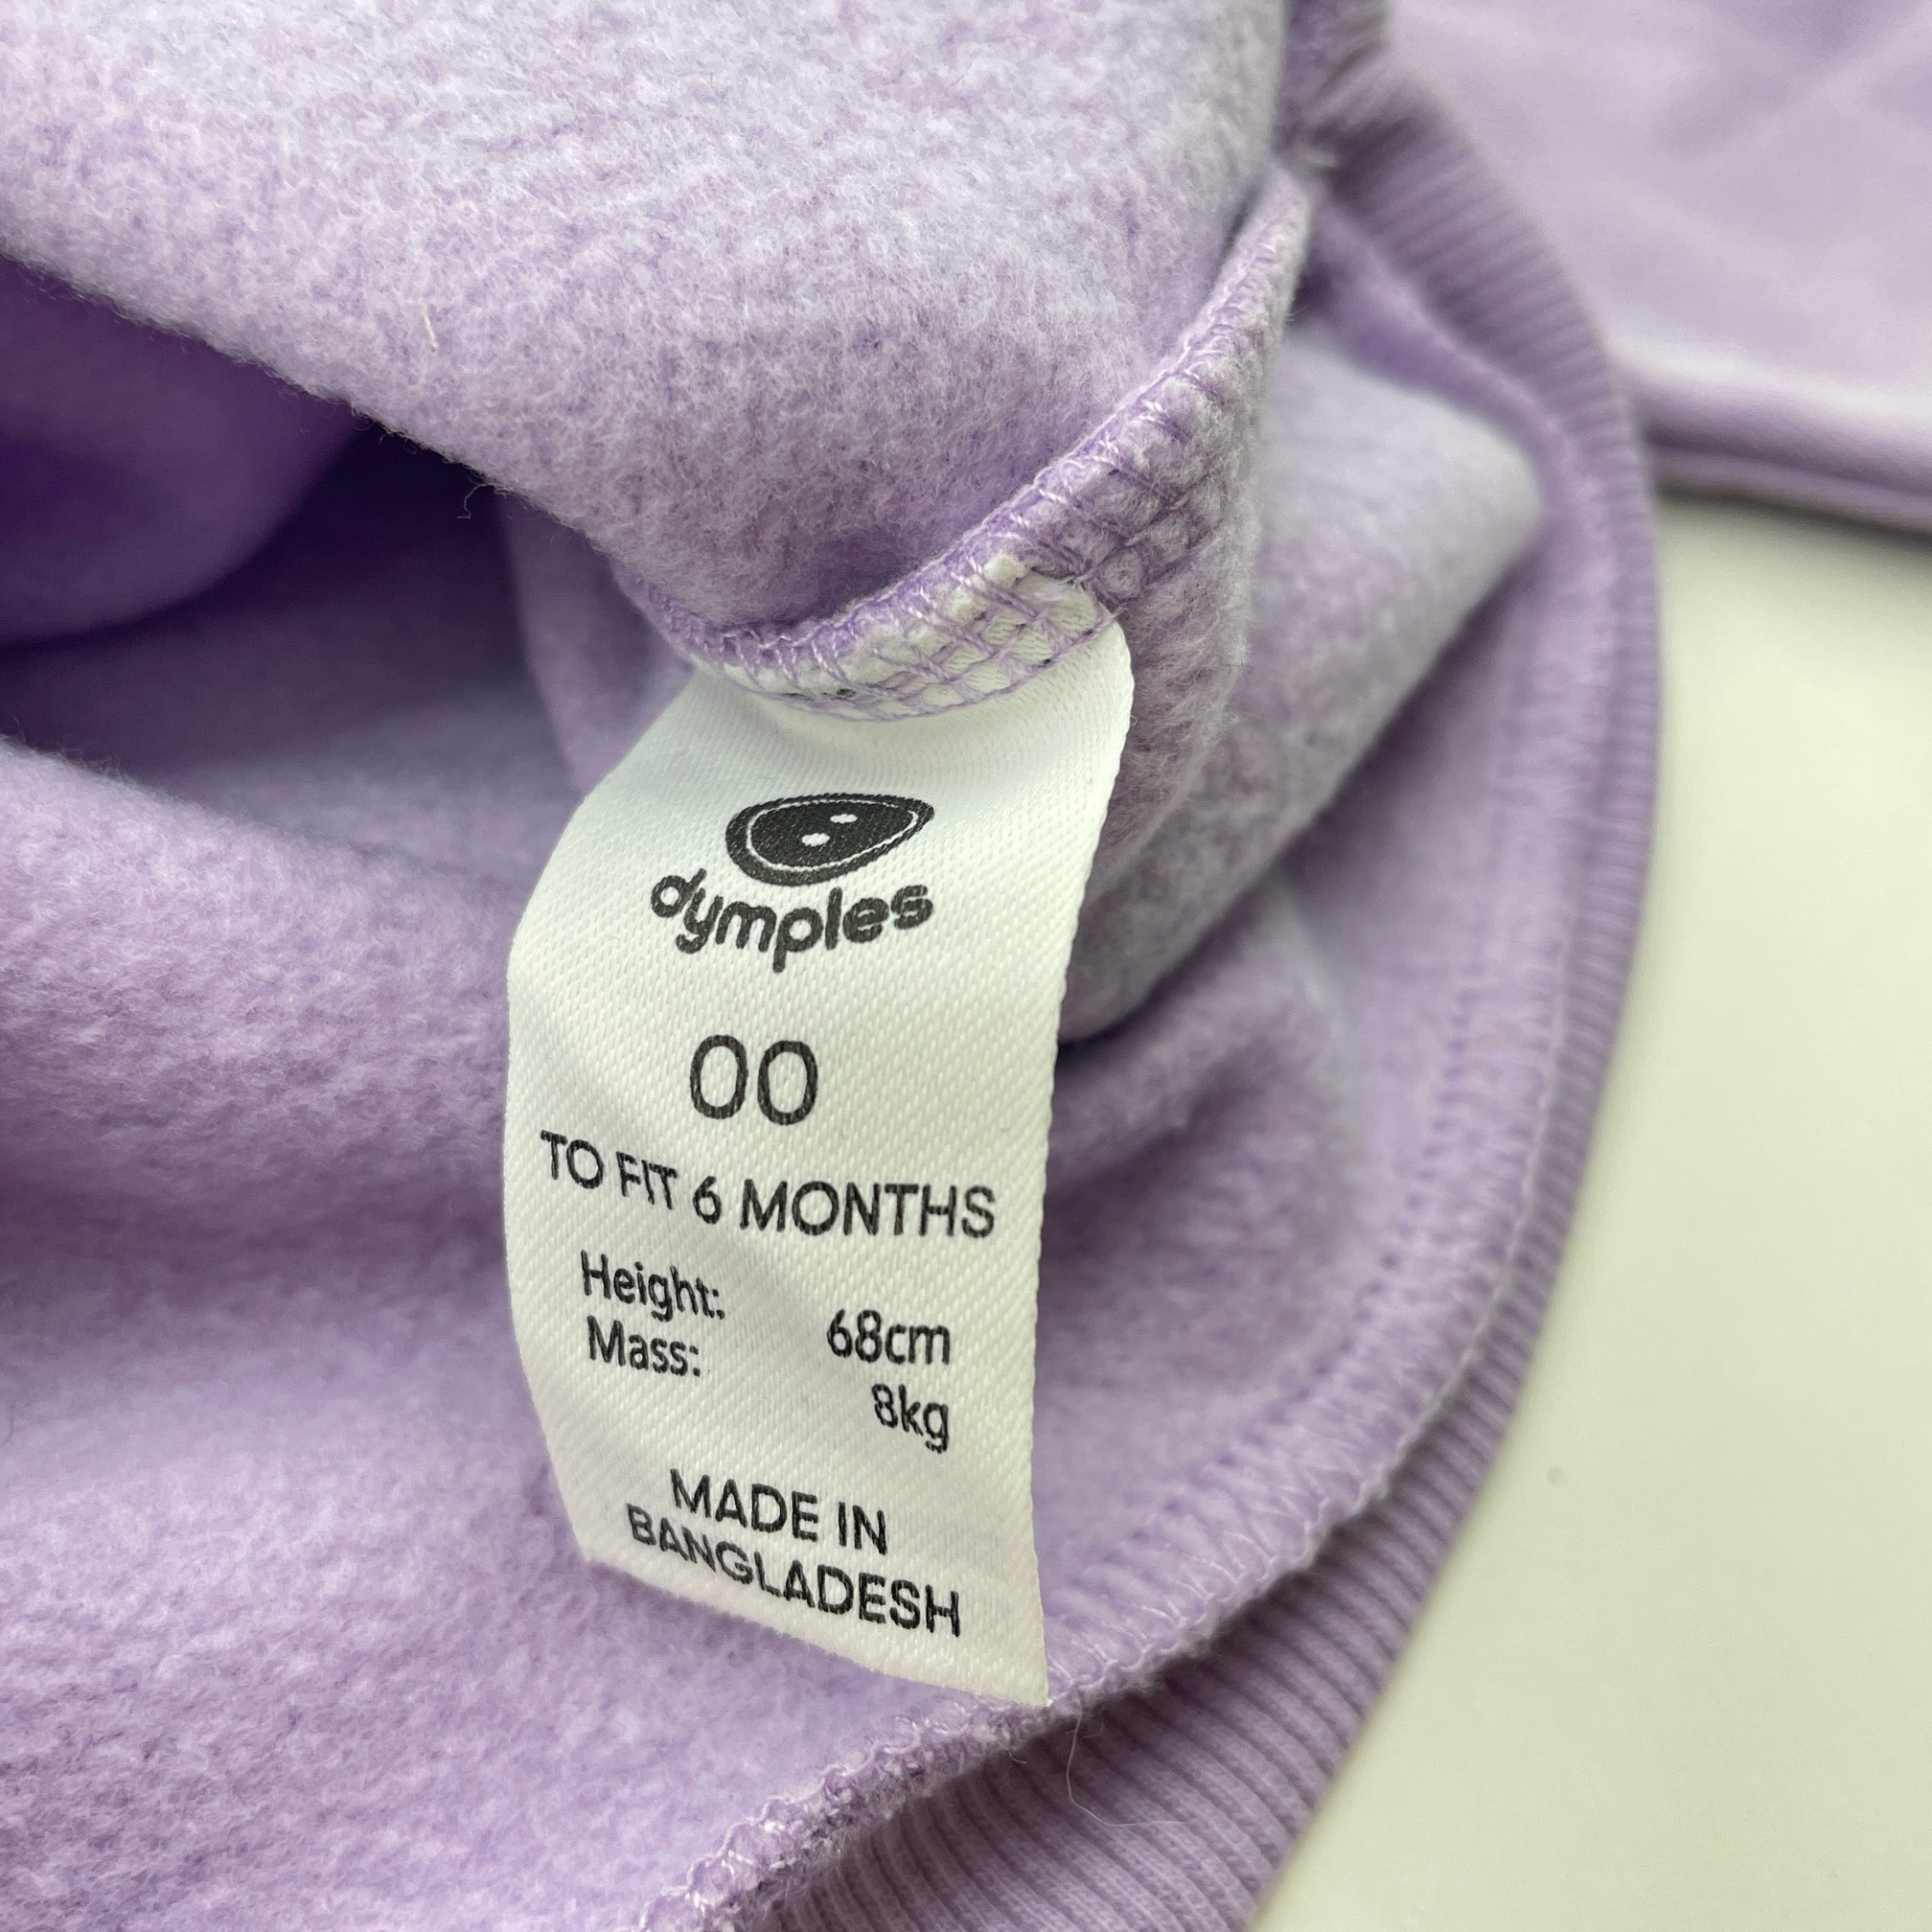 dymples
00
TO FIT 6 MONTHS
Height: 68cm
Mass: 8kg
MADE IN
BANGLADESH